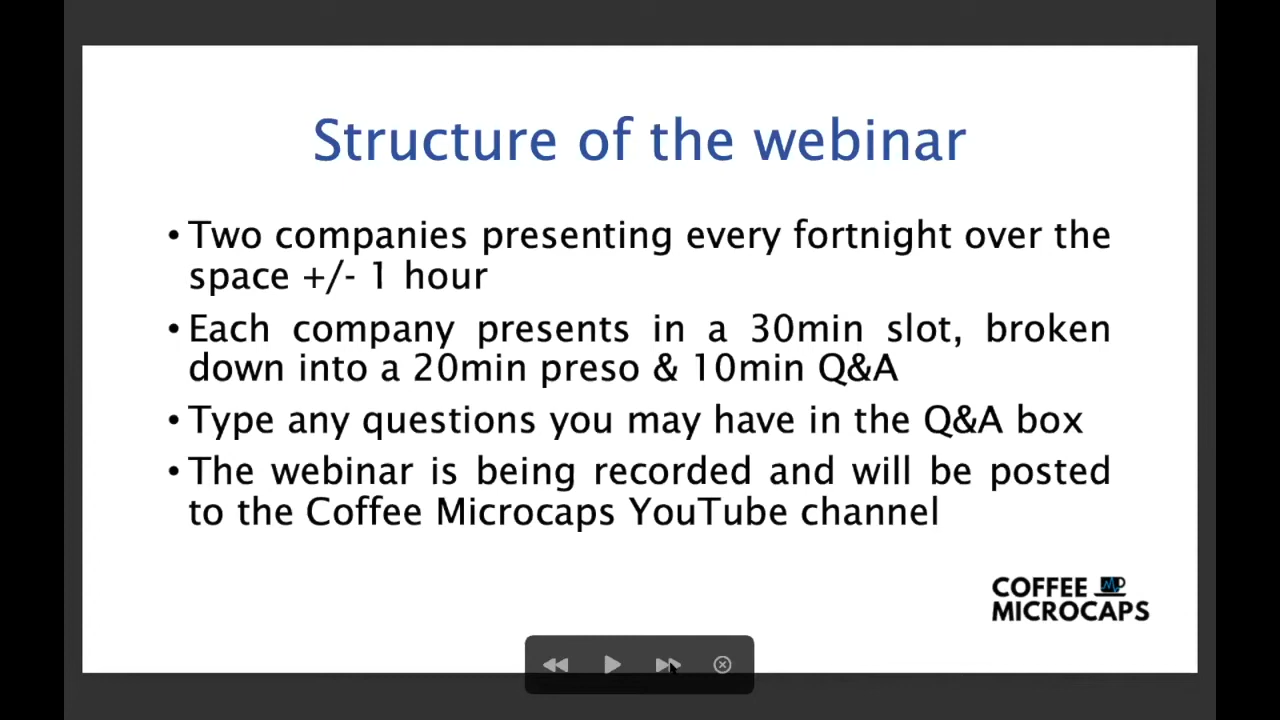 Structure of the webinar
• Two companies presenting every fortnight over the
space +/- 1 hour
• Each company presents in a 30min slot, broken
down into a 20min preso & 10min Q&A
• Type any questions you may have in the Q&A box
• The webinar is being recorded and will be posted
to the Coffee Microcaps YouTube channel
COFFEE
MICROCAPS